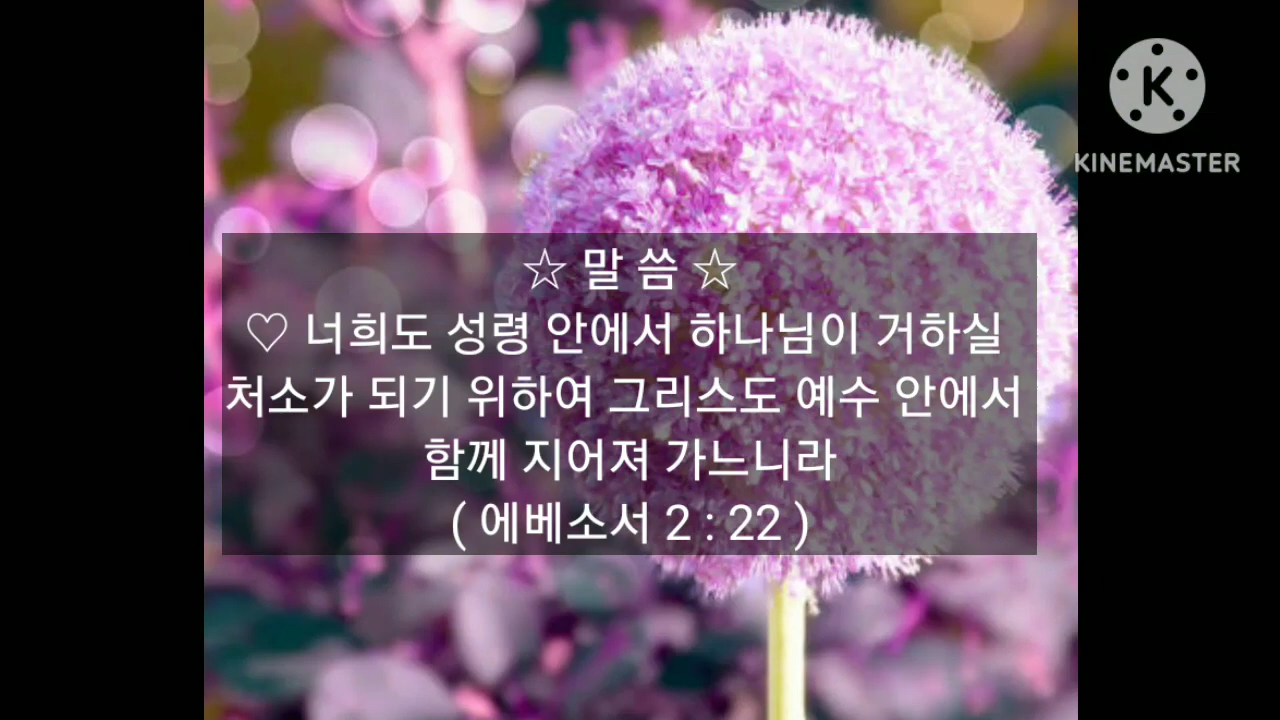 ☆ 말 씀 ☆
♡ 너희도 성령 안에서 하나님이 거하실
처소가 되기 위하여 그리스도 예수 안에서
함께 지어져 가느니라
( 에베소서 2 : 22 )
K
KINEMASTER